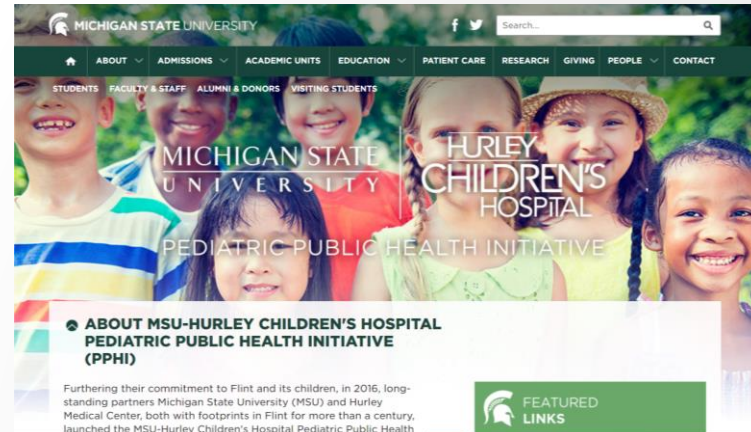 MICHIGAN STATE UNIVERSITY
Search...
ABOUT ADMISSIONS ACADEMIC UNITS EDUCATION PATIENT CARE RESEARCH GIVING PEOPLE CONTACT
STUDENTS FACULTY & STAFF ALUMNI & DONORS VISITING STUDENTS
MICHIGAN STATE
UNIVERSITY
HURLEY
CHILDREN'S
HOSPITAL
PEDIATRIC PUBLIC HEALTH INITIATIVE
ABOUT MSU-HURLEY CHILDREN'S HOSPITAL
PEDIATRIC PUBLIC HEALTH INITIATIVE
(PPHI)
Furthering their commitment to Flint and its children, in 2016, long-
standing partners Michigan State University (MSU) and Hurley
Medical Center, both with footprints in Flint for more than a century,
launched the MSU-Hurley Children's Hospital Pediatric Public Health
FEATURED
LINKS